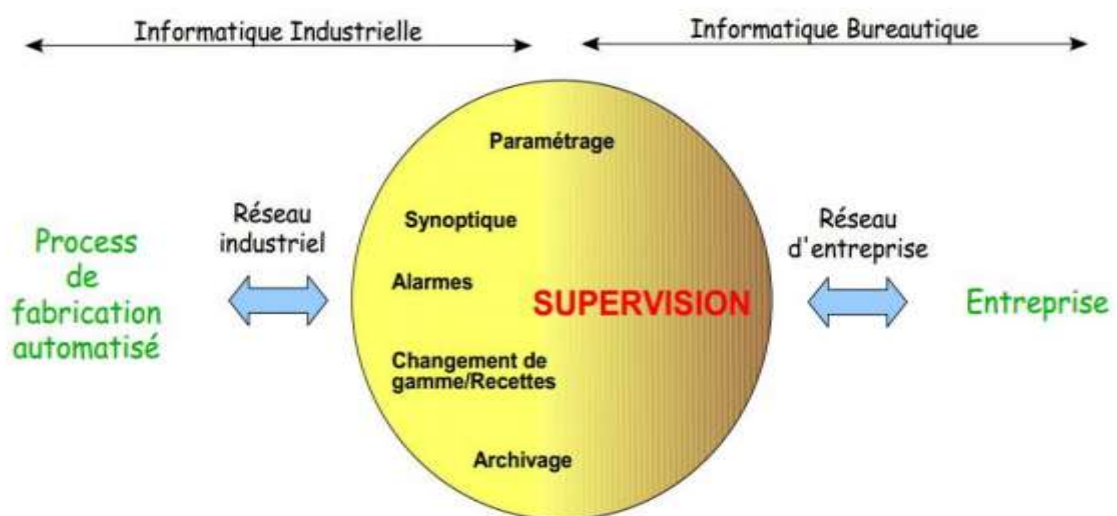 Informatique Industrielle
Informatique Bureautique
Paramétrage
Synoptique
Alarmes
Changement de
gamme/Recettes
Archivage
SUPERVISION
Réseau
industriel
Process
de
fabrication
automatisé
Réseau
d'entreprise
Entreprise